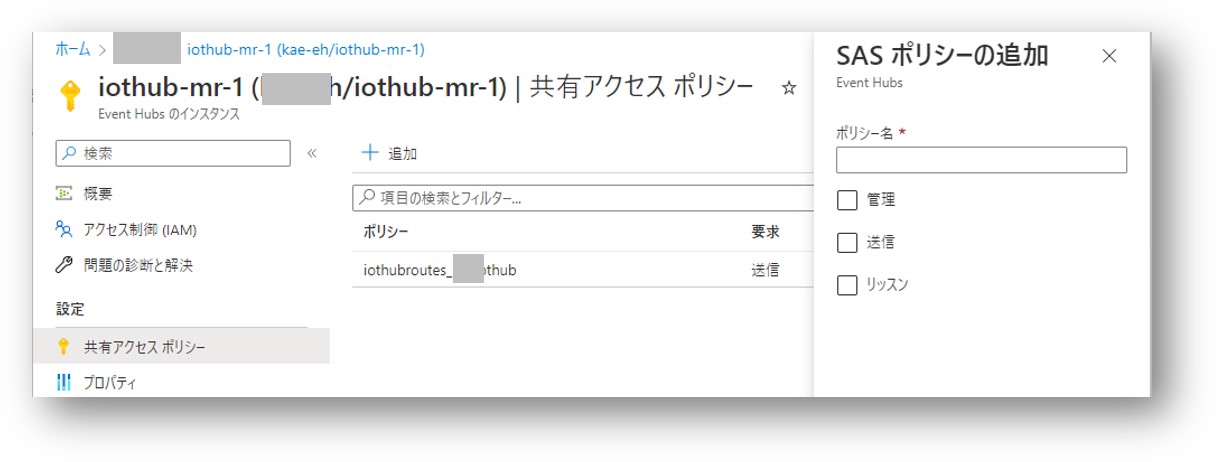 ホーム > iothub-mr-1 (kae-eh/iothub-mr-1)
iothub-mr-1 ( h/iothub-mr-1) | 共有アクセス ポリシー ☆
Event Hubs のインスタンス
検索 «
概要
アクセス制御 (IAM)
問題の診断と解決
設定
共有アクセス ポリシー
プロパティ
+ 追加
項目の検索とフィルター...
ポリシー 要求
iothubroutes_ othub 送信
SAS ポリシーの追加 ×
Event Hubs
ポリシー名 *
管理
送信
リッスン